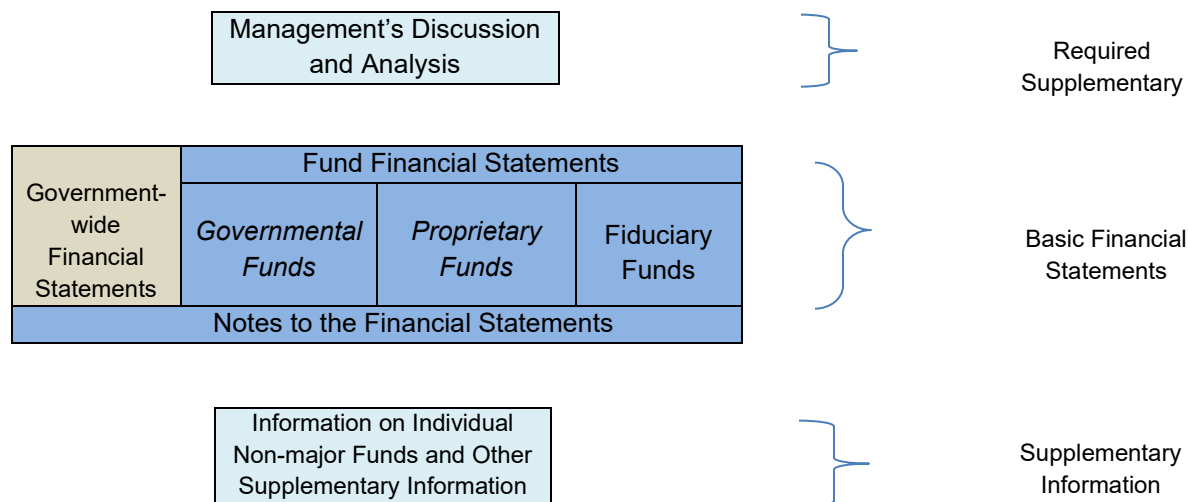 Management’s Discussion
and Analysis
Required
Supplementary
Fund Financial Statements
Government-
wide
Financial
Statements
Governmental
Funds
Proprietary
Funds
Fiduciary
Funds
Notes to the Financial Statements
Basic Financial
Statements
Information on Individual
Non-major Funds and Other
Supplementary Information
Supplementary
Information